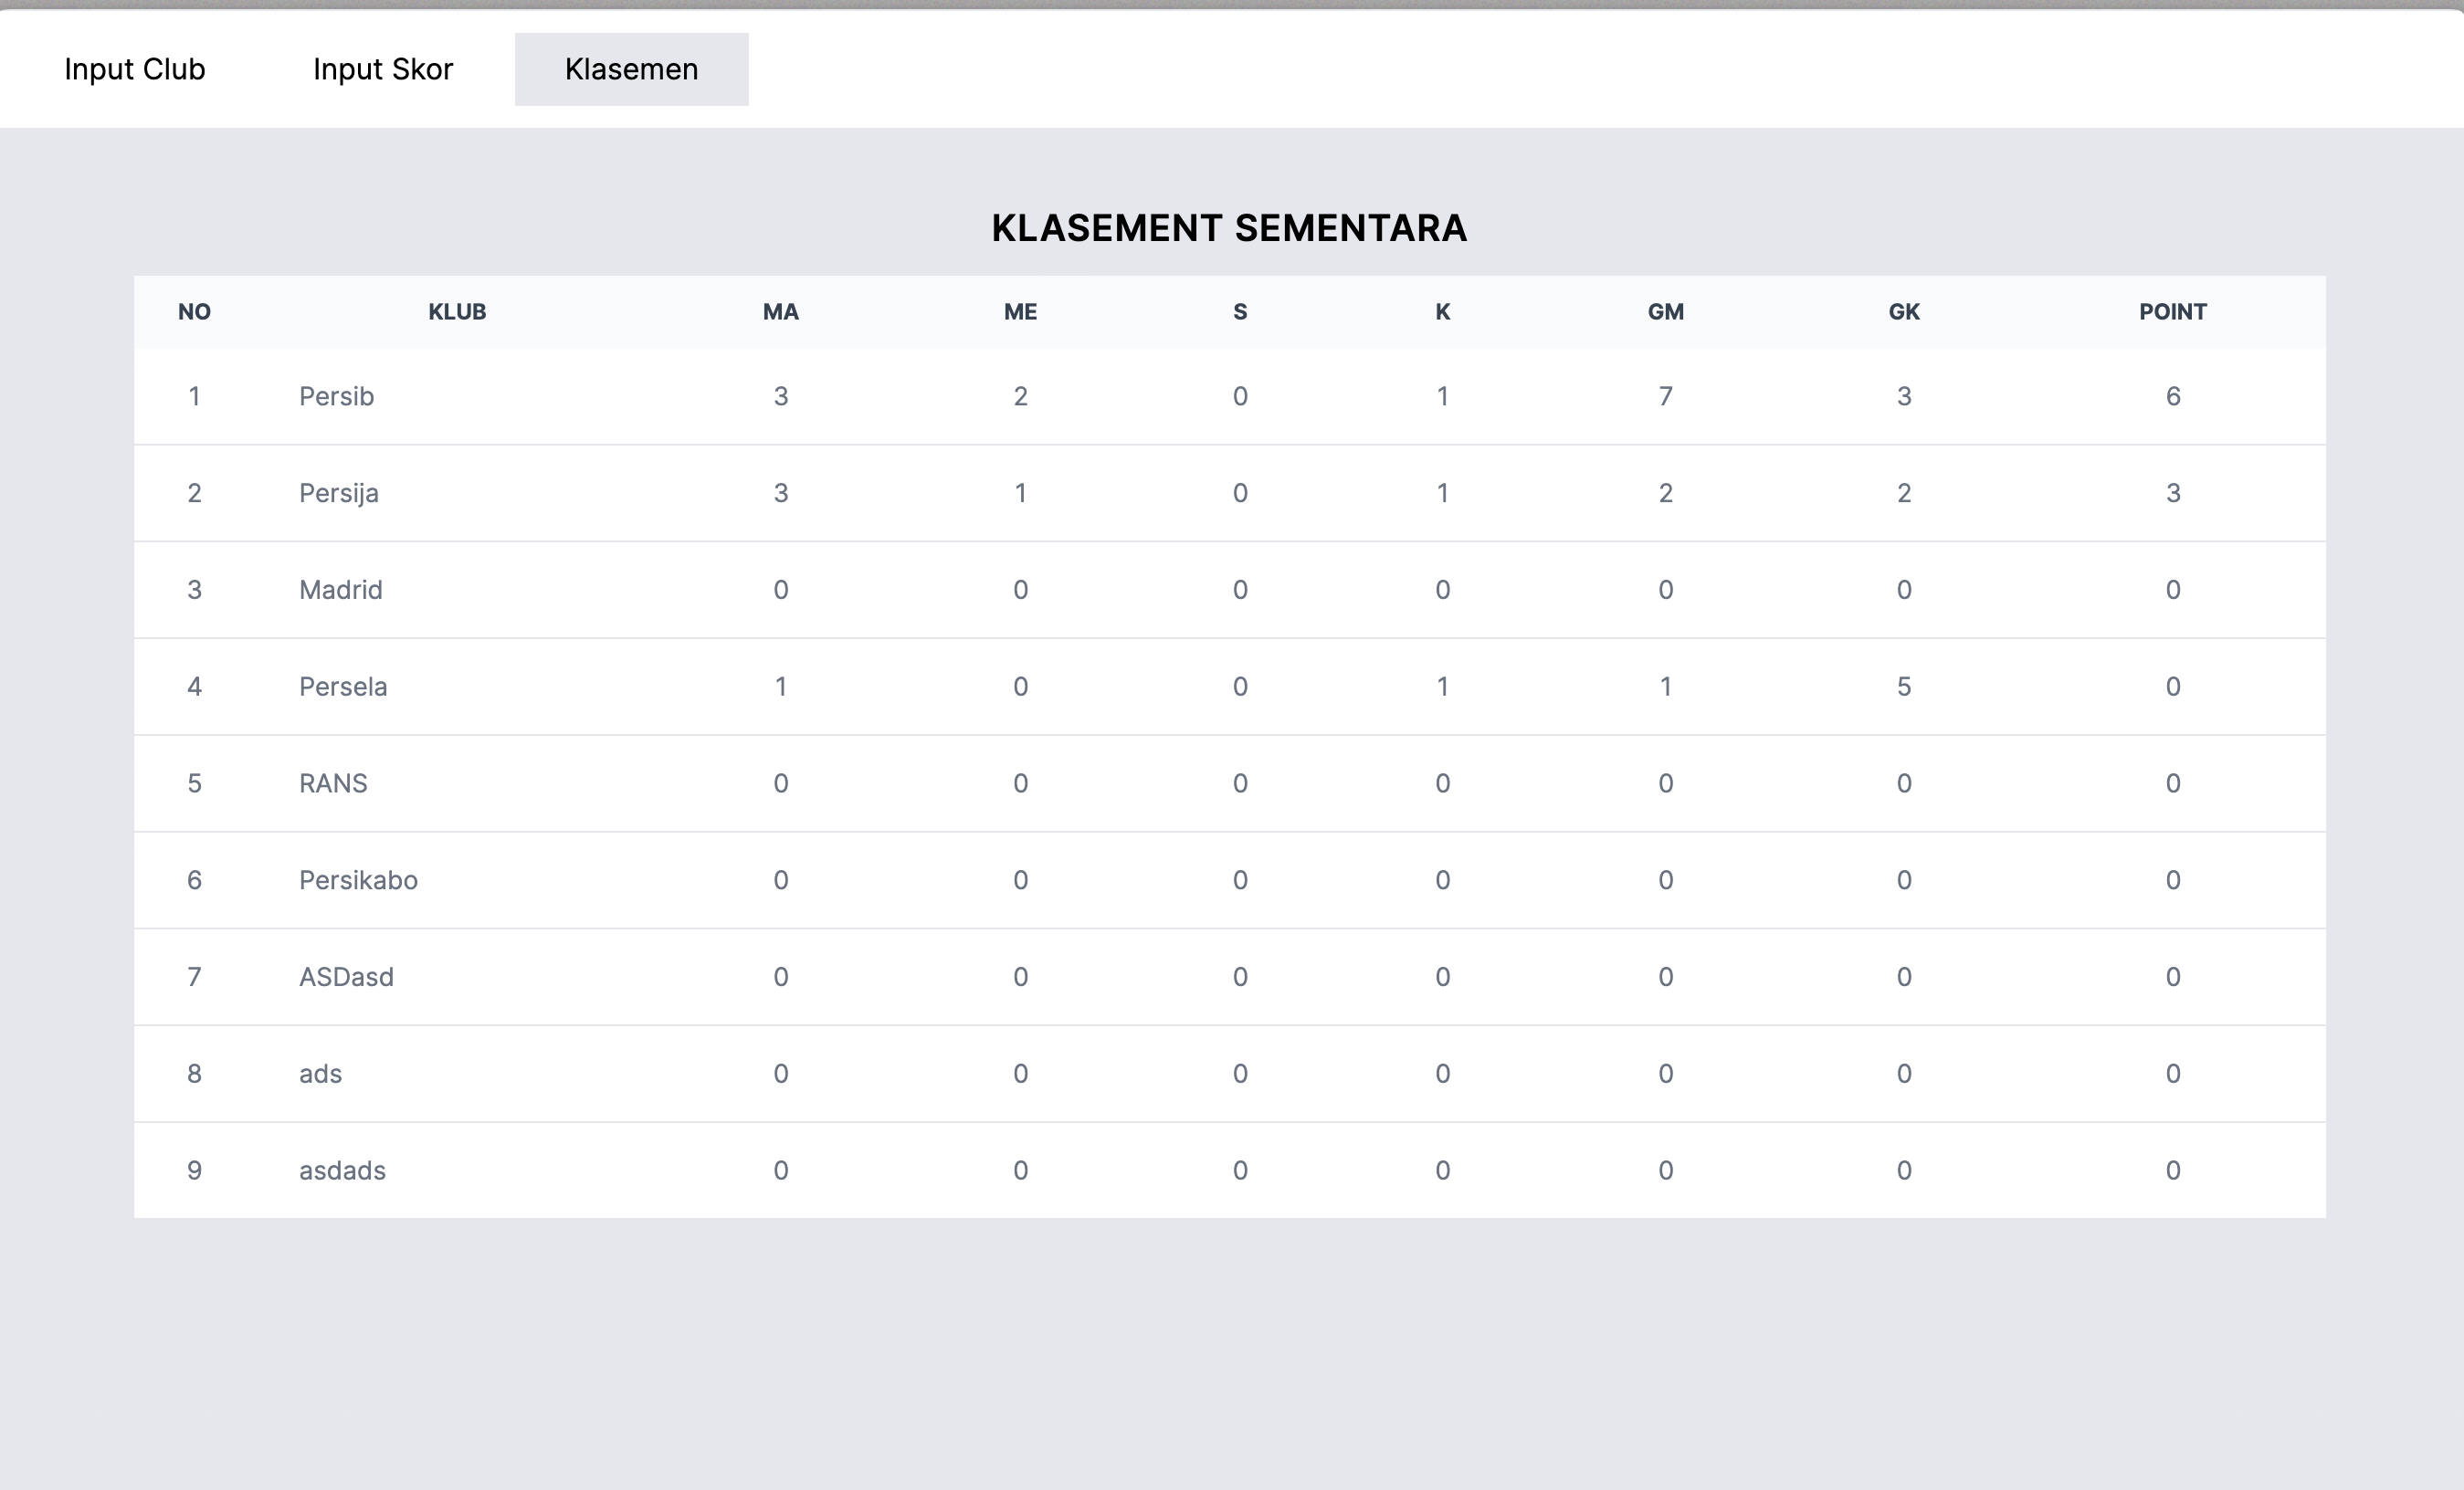 Input Club Input Skor Klasemen
KLASEMENT SEMENTARA
NO KLUB MA ME S K GM GK POINT
1 Persib 3 2 0 1 7 3 6
2 Persija 3 1 0 1 2 2 3
3 Madrid 0 0 0 0 0 0 0
4 Persela 1 0 0 1 1 5 0
5 RANS 0 0 0 0 0 0 0
6 Persikabo 0 0 0 0 0 0 0
7 ASDasd 0 0 0 0 0 0 0
8 ads 0 0 0 0 0 0 0
9 asdads 0 0 0 0 0 0 0